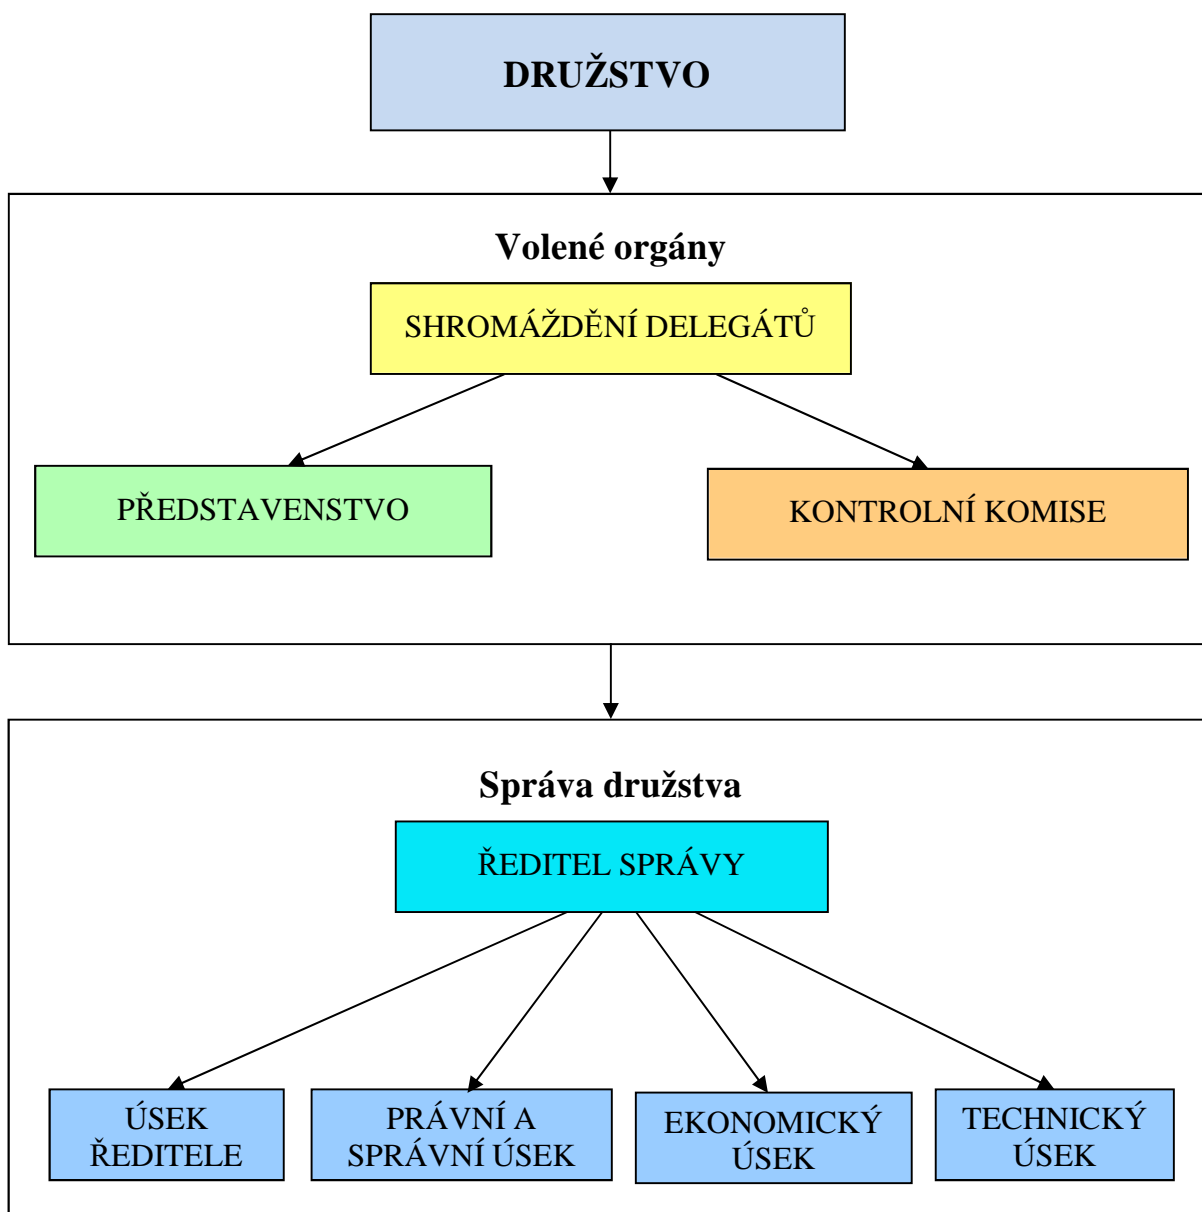 DRUŽSTVO
Volené orgány
SHROMÁŽDĚNÍ DELEGÁTŮ
PŘEDSTAVENSTVO
KONTROLNÍ KOMISE
Správa družstva
ŘEDITEL SPRÁVY
ÚSEK
ŘEDITELE
PRÁVNÍ A
SPRÁVNÍ ÚSEK
EKONOMICKÝ
ÚSEK
TECHNICKÝ
ÚSEK